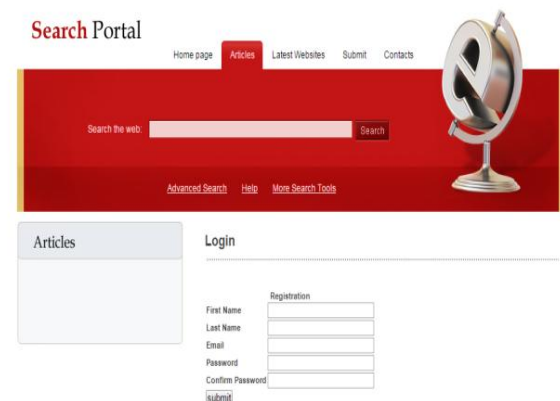 Search Portal
Home page Articles Latest Websites Submit Contacts
Search the web: Search
Advanced Search Help More Search Tools
Articles
Login
Registration
First Name
Last Name
Email
Password
Confirm Password
submit